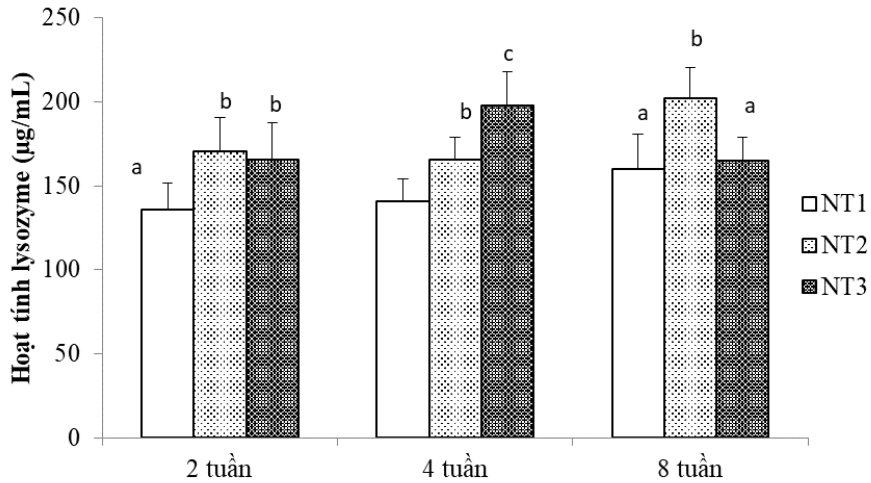 Hoạt tính lysozyme (µg/mL)
250
200
150
100
50
0
a
b
b
b
c
a
b
a
2 tuần
4 tuần
8 tuần
NT1
NT2
NT3